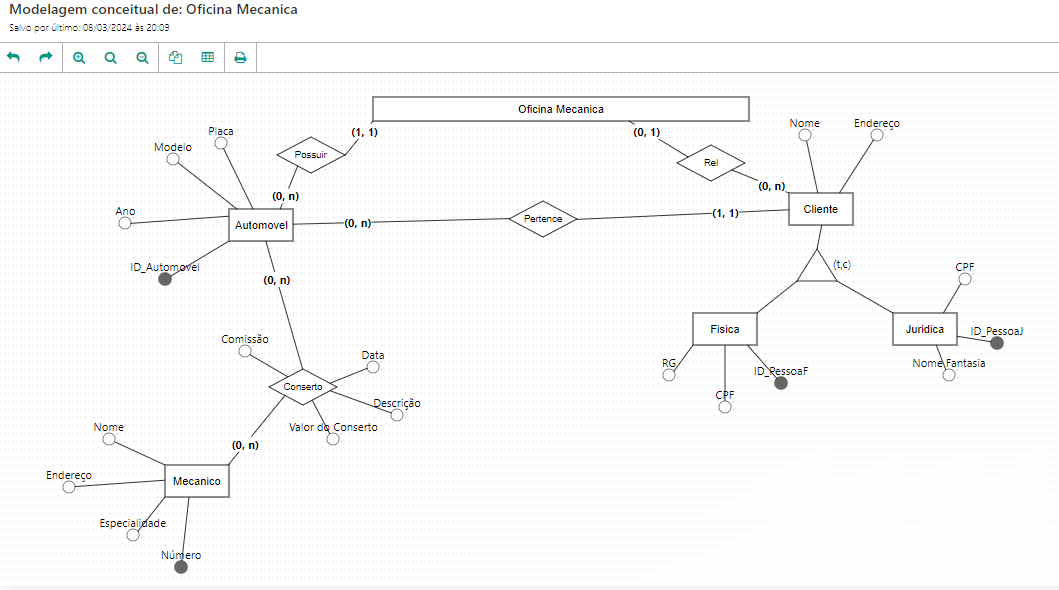 Modelagem conceitual de: Oficina Mecanica
Salvo por último: 08/03/2024 às 20:09
Oficina Mecanica
(1, 1)
(0, 1)
Nome
Endereço
Placa
Modelo
Possuir
Rel
(0, n)
(0, n)
Ano
Automovel
(0, n)
Pertence
(1, 1)
Cliente
ID_Automovel
(0, n)
(t,c)
CPF
Fisica
Juridica
ID_PessoaJ
Comissão
Data
RG
ID_PessoaF
Nome Fantasia
Conserto
CPF
Descrição
Valor do Conserto
Nome
(0, n)
Endereço
Mecanico
Especialidade
Número